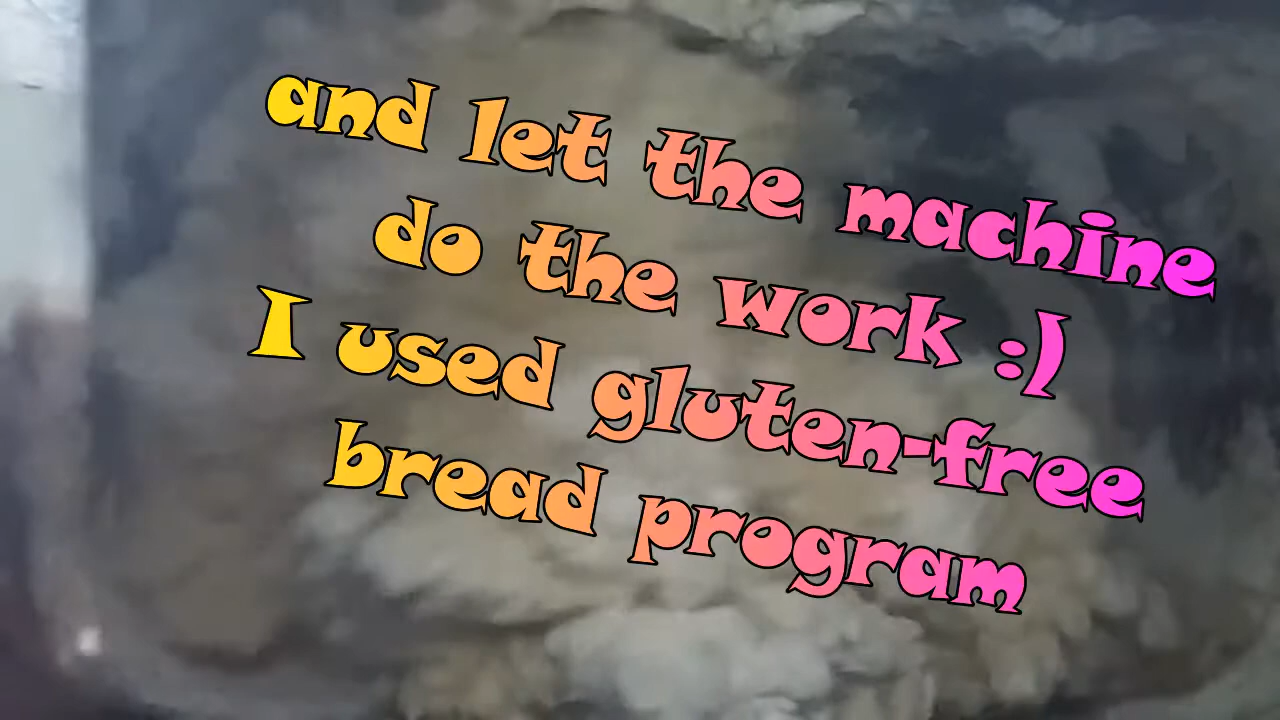 and let the machine
do the work :)
I used gluten-free
bread program